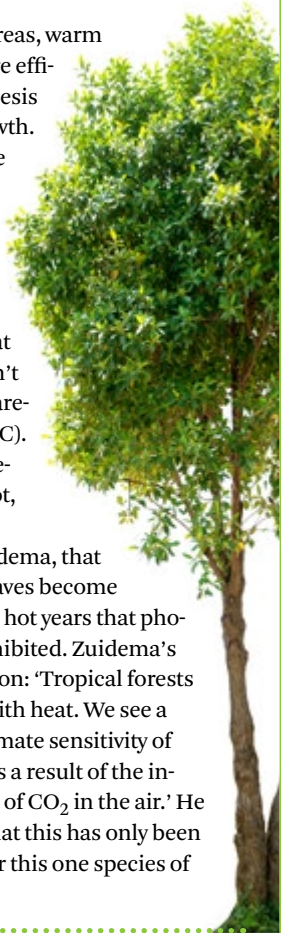 reas, warm
e effi-
esis
wth.
e
at
n't
are-
C).
e-
ot,
dema, that
aves become
hot years that pho-
hibited. Zuidema's
on: 'Tropical forests
ith heat. We see a
mate sensitivity of
s a result of the in-
of CO₂ in the air.' He
hat this has only been
r this one species of